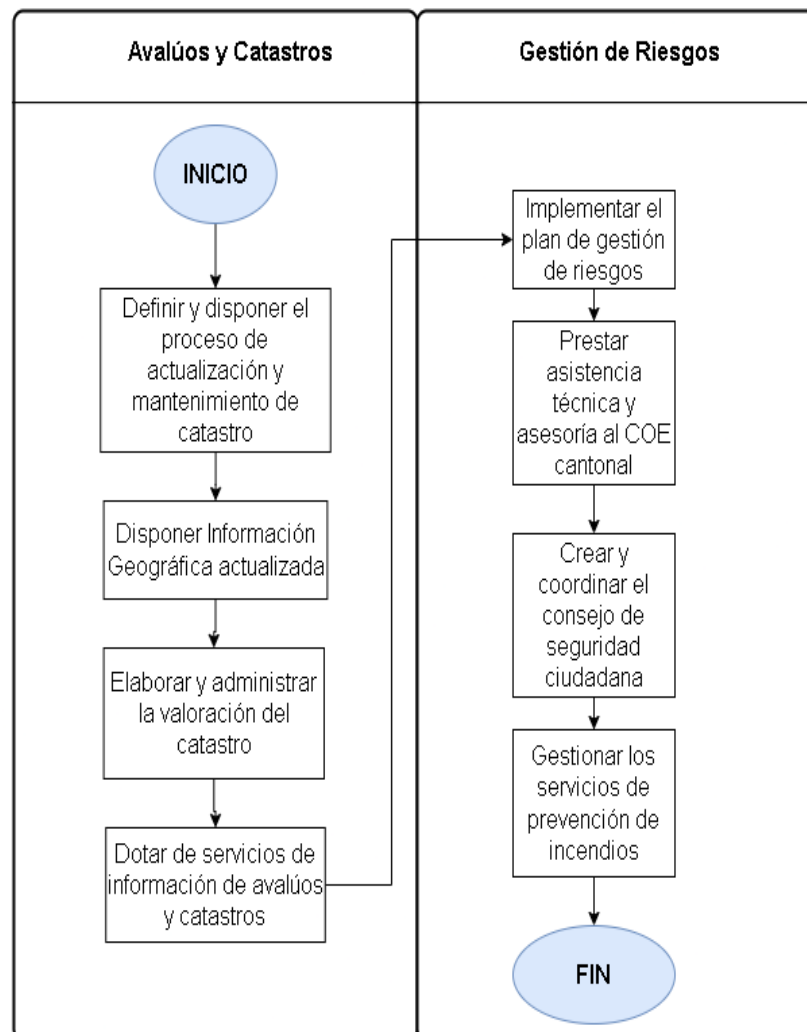 Avalúos y Catastros
Gestión de Riesgos
INICIO
Definir y disponer el
proceso de
actualización y
mantenimiento de
catastro
Disponer Información
Geográfica actualizada
Elaborar y administrar
la valoración del
catastro
Dotar de servicios de
información de avalúos
y catastros
Implementar el
plan de gestión
de riesgos
Prestar
asistencia
técnica y
asesoría al COE
cantonal
Crear y
coordinar el
consejo de
seguridad
ciudadana
Gestionar los
servicios de
prevención de
incendios
FIN